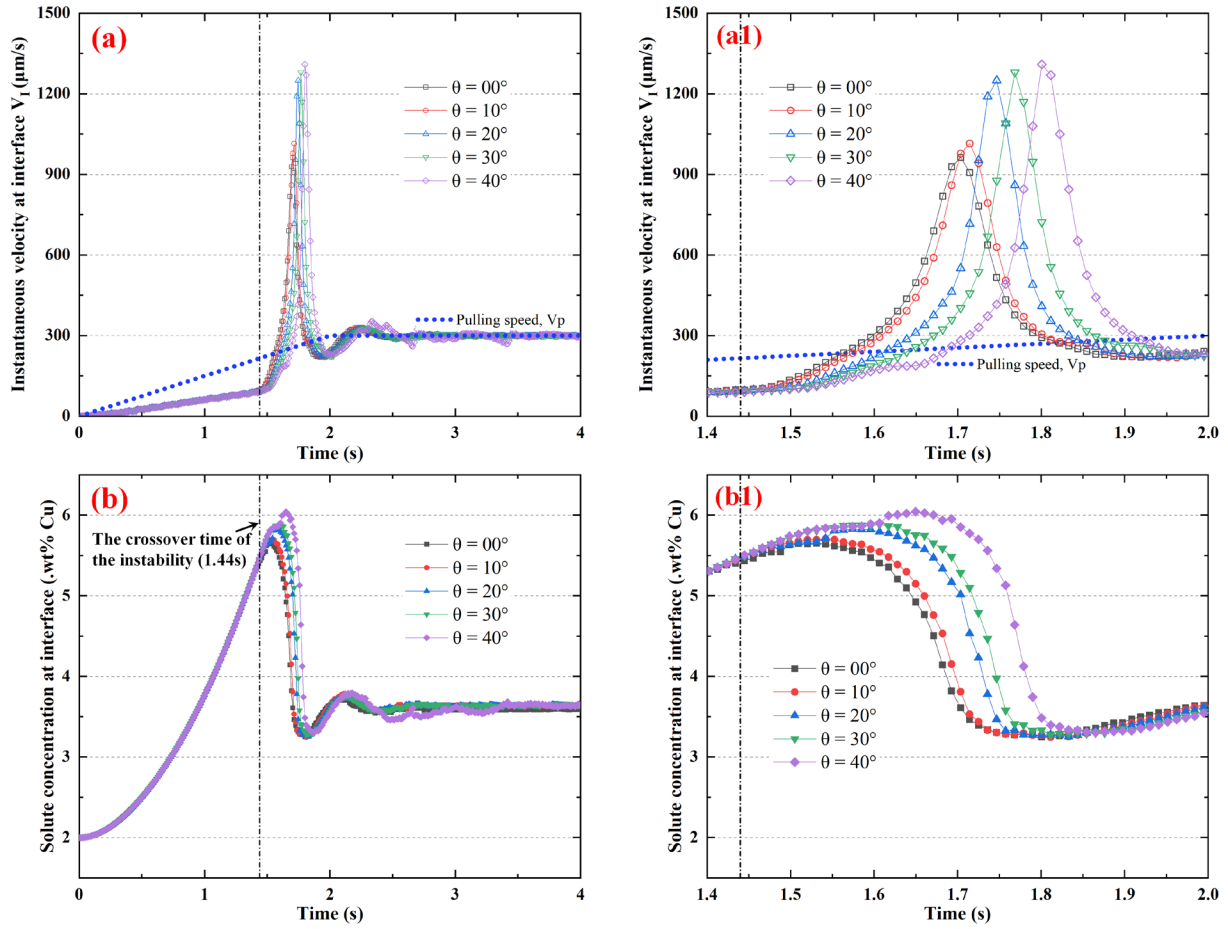 (a)
Instantaneous velocity at interface V_I (μm/s)
1500
1200
900
600
300
0
θ = 00°
θ = 10°
θ = 20°
θ = 30°
θ = 40°
Pulling speed, Vp
0
1
2
3
4
Time (s)
(a1)
Instantaneous velocity at interface V_I (μm/s)
1500
1200
900
600
300
0
θ = 00°
θ = 10°
θ = 20°
θ = 30°
θ = 40°
Pulling speed, Vp
1.4
1.5
1.6
1.7
1.8
1.9
2.0
Time (s)
(b)
Solute concentration at interface (.wt% Cu)
6
5
4
3
2
The crossover time of
the instability (1.44s)
θ = 00°
θ = 10°
θ = 20°
θ = 30°
θ = 40°
0
1
2
3
4
Time (s)
(b1)
Solute concentration at interface (.wt% Cu)
6
5
4
3
2
θ = 00°
θ = 10°
θ = 20°
θ = 30°
θ = 40°
1.4
1.5
1.6
1.7
1.8
1.9
2.0
Time (s)